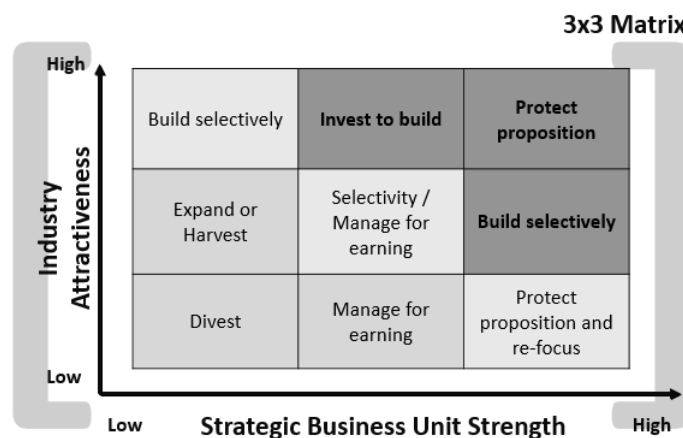 3x3 Matrix
High
Industry
Attractiveness
Build selectively
Invest to build
Protect
proposition
Expand or
Harvest
Selectivity /
Manage for
earning
Build selectively
Divest
Manage for
earning
Protect
proposition and
re-focus
Low
Low
Strategic Business Unit Strength
High